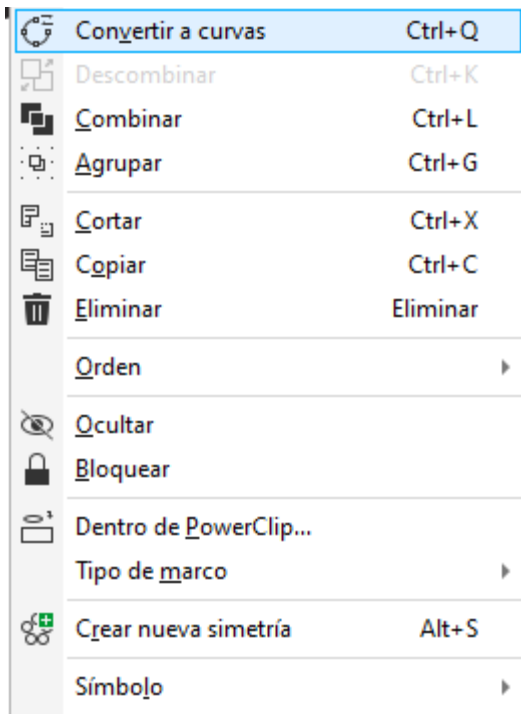 Convertir a curvas Ctrl+Q
Descombinar Ctrl+K
Combinar Ctrl+L
Agrupar Ctrl+G
Cortar Ctrl+X
Copiar Ctrl+C
Eliminar Eliminar
Orden
Ocultar
Bloquear
Dentro de PowerClip...
Tipo de marco
Crear nueva simetría Alt+S
Símbolo